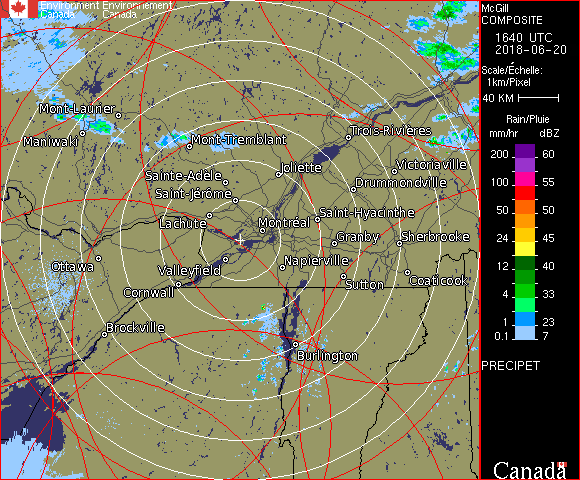 Environment Environnement
Canada Canada
McGill
COMPOSITE
1640 UTC
2018-06-20
Scale/Échelle:
1km/Pixel
40 KM
Rain/Pluie
mm/hr dBZ
200 60
150 57
100 55
50 50
24 45
12 40
4 33
1 23
0.1 7
PRECIPET
Canada
Mont-Laurier
Maniwaki
Mont-Tremblant
Trois-Rivières
Sainte-Adèle
Joliette
Victoriaville
Saint-Jérôme
Drummondville
Lachute
Montréal
Saint-Hyacinthe
Granby
Sherbrooke
Ottawa
Valleyfield
Napierville
Cornwall
Sutton
Coaticook
Brockville
Burlington